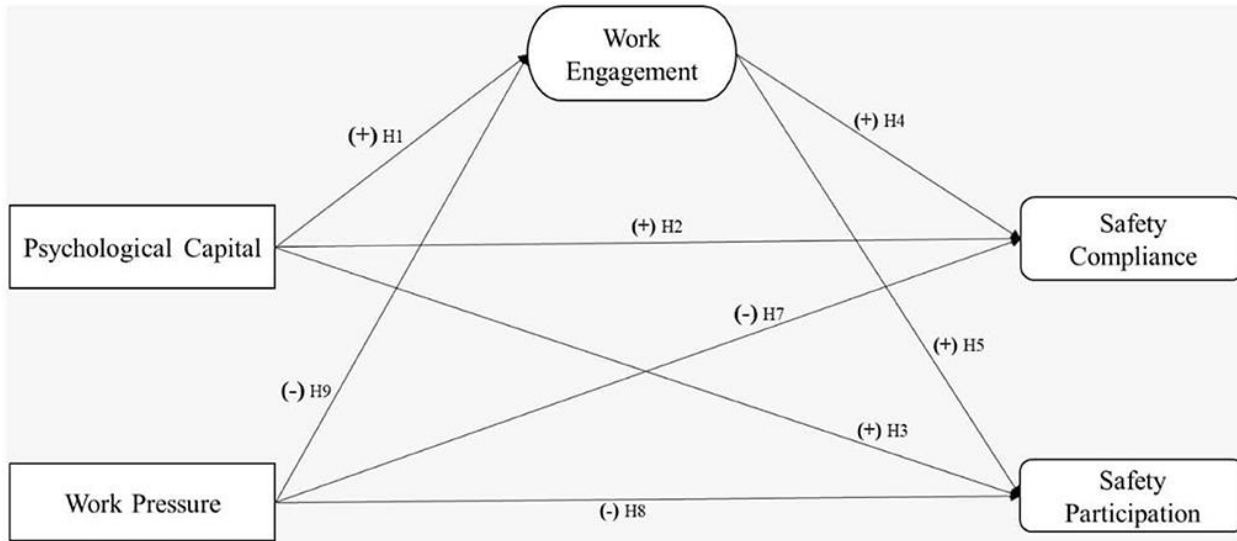 Work
Engagement
(+) H1
(+) H4
Psychological Capital
(+) H2
Safety
Compliance
(-) H7
(+) H5
(-) H9
(+) H3
Work Pressure
(-) H8
Safety
Participation